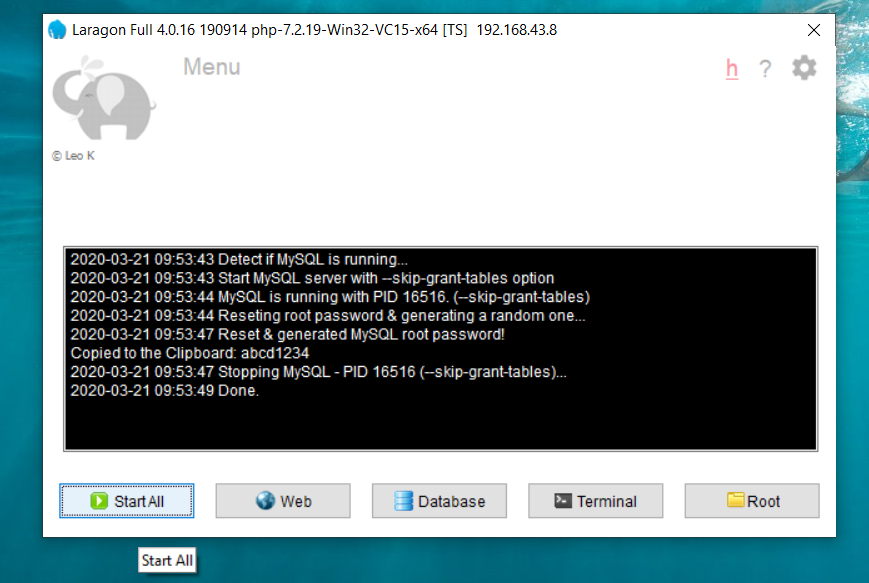 Laragon Full 4.0.16 190914 php-7.2.19-Win32-VC15-x64 [TS] 192.168.43.8
Menu
h ?
© Leo K
2020-03-21 09:53:43 Detect if MySQL is running...
2020-03-21 09:53:43 Start MySQL server with --skip-grant-tables option
2020-03-21 09:53:44 MySQL is running with PID 16516. (--skip-grant-tables)
2020-03-21 09:53:44 Reseting root password & generating a random one...
2020-03-21 09:53:47 Reset & generated MySQL root password!
Copied to the Clipboard: abcd1234
2020-03-21 09:53:47 Stopping MySQL - PID 16516 (--skip-grant-tables)...
2020-03-21 09:53:49 Done.
Start All Web Database Terminal Root
Start All